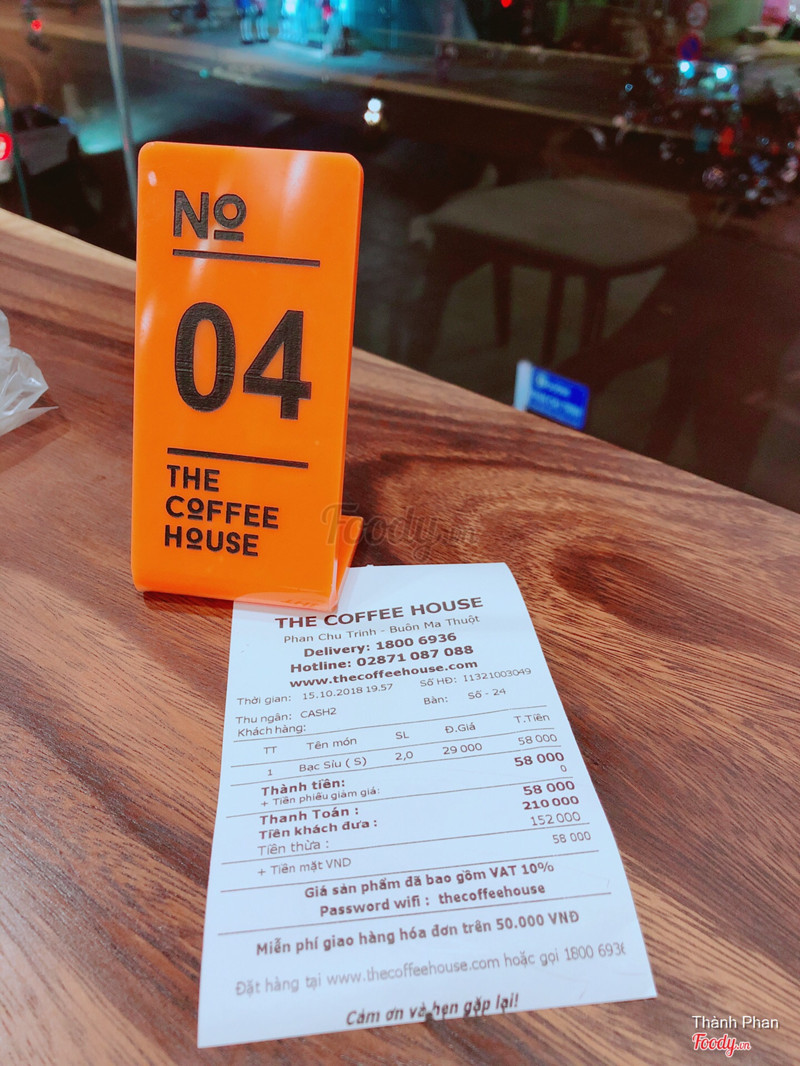 No
04
THE
COFFEE
HOUSE
Foody.vn
THE COFFEE HOUSE
Phan Chu Trinh - Buôn Ma Thuột
Delivery: 1800 6936
Hotline: 02871 087 088
www.thecoffeehouse.com
Thời gian: 15.10.2018 19.57 Số HĐ: I1321003049
Thu ngân: CASH2 Bàn: Số - 24
Khách hàng:
TT Tên món SL Đ.Giá T.Tiền
1 Bạc Sỉu ( S) 2,0 29 000 58 000
Thành tiền: 58 000
+ Tiền phiếu giảm giá: 0
Thanh Toán : 58 000
Tiền khách đưa : 210 000
Tiền thừa : 152 000
+ Tiền mặt VND 58 000
Giá sản phẩm đã bao gồm VAT 10%
Password wifi : thecoffeehouse
Miễn phí giao hàng hóa đơn trên 50.000 VNĐ
Đặt hàng tại www.thecoffeehouse.com hoặc gọi 1800 6936
Cảm ơn và hẹn gặp lại!
Thành Phan
Foody.vn